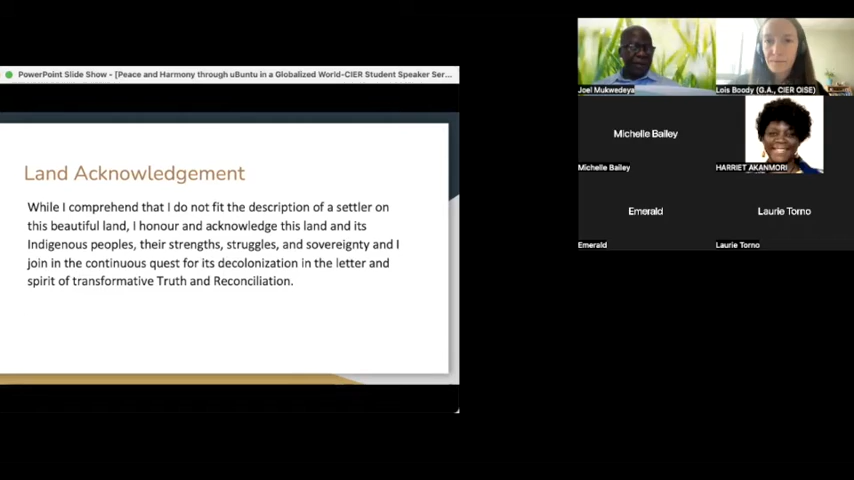 PowerPoint Slide Show - [Peace and Harmony through uBuntu in a Globalized World-CIER Student Speaker Ser...
Land Acknowledgement
While I comprehend that I do not fit the description of a settler on
this beautiful land, I honour and acknowledge this land and its
Indigenous peoples, their strengths, struggles, and sovereignty and I
join in the continuous quest for its decolonization in the letter and
spirit of transformative Truth and Reconciliation.
Joel Mukwedeya
Lois Boody (G.A., CIER OISE)
Michelle Bailey
Michelle Bailey
HARRIET AKANMORI
Emerald
Laurie Torno
Emerald
Laurie Torno